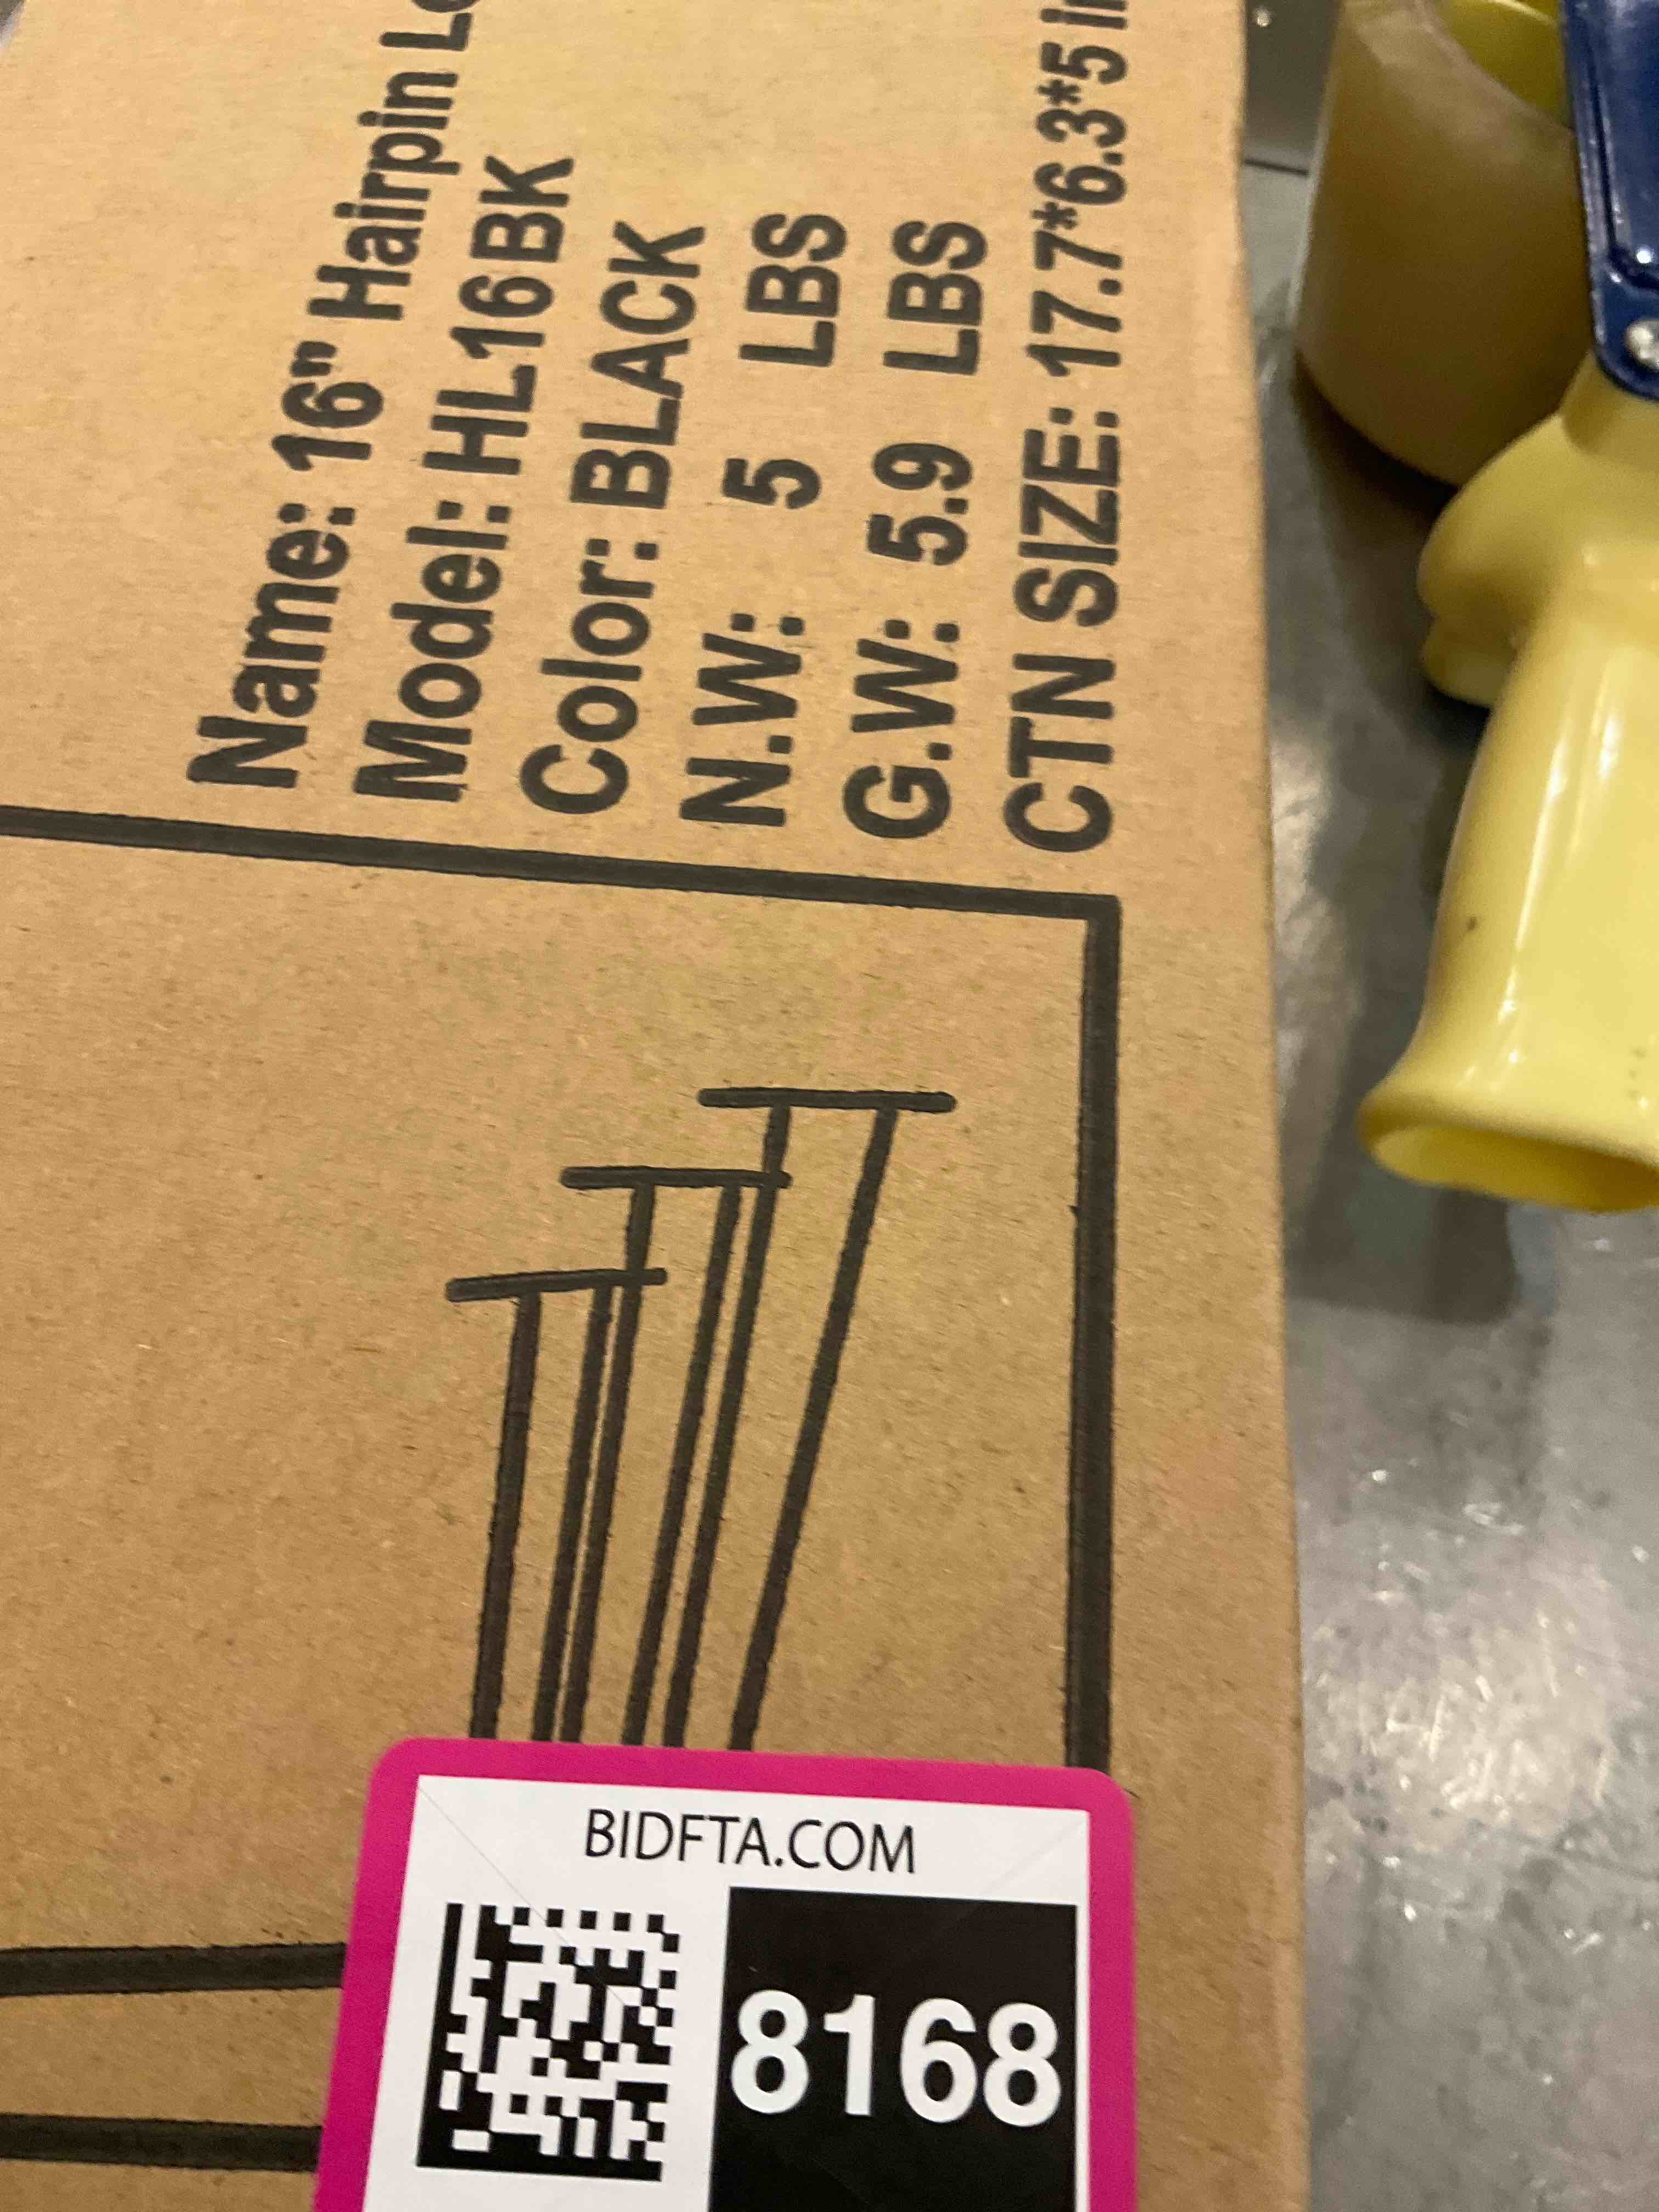 Name: 16" Hairpin
Model: HL16BK
Color: BLACK
N.W: 5 LBS
G.W: 5.9 LBS
CTN SIZE: 17.7*6.3*5
BIDFTA.COM
8168